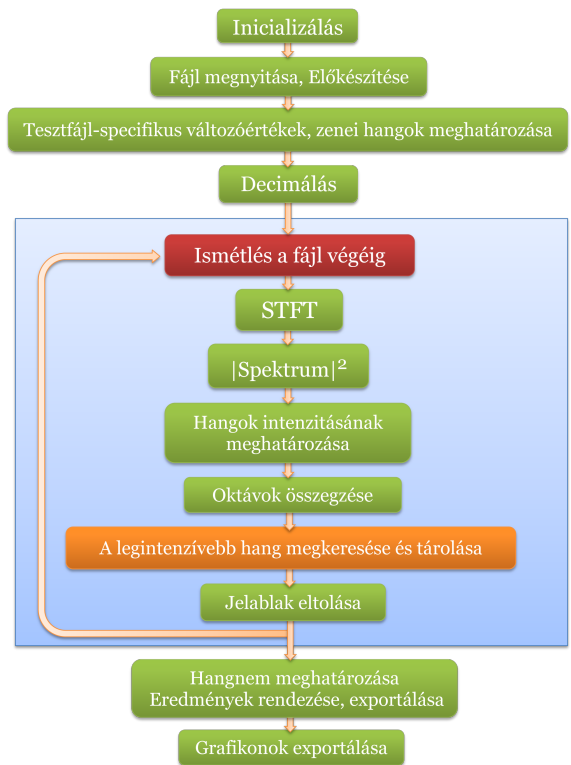 Inicializálás
Fájl megnyitása, Előkészítése
Tesztfájl-specifikus változóértékek, zenei hangok meghatározása
Decimálás
Ismétlés a fájl végéig
STFT
|Spektrum|²
Hangok intenzitásának
meghatározása
Oktávok összegzése
A legintenzívebb hang megkeresése és tárolása
Jelablak eltolása
Hangnem meghatározása
Eredmények rendezése, exportálása
Grafikonok exportálása